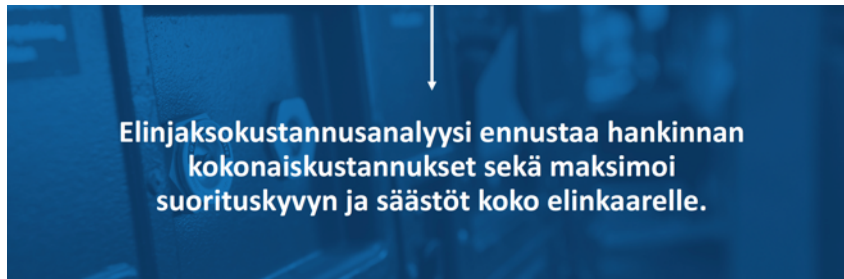 Elinjaksokustannusanalyysi ennustaa hankinnan
kokonaiskustannukset sekä maksimoi
suorituskyvyn ja säästöt koko elinkaarelle.